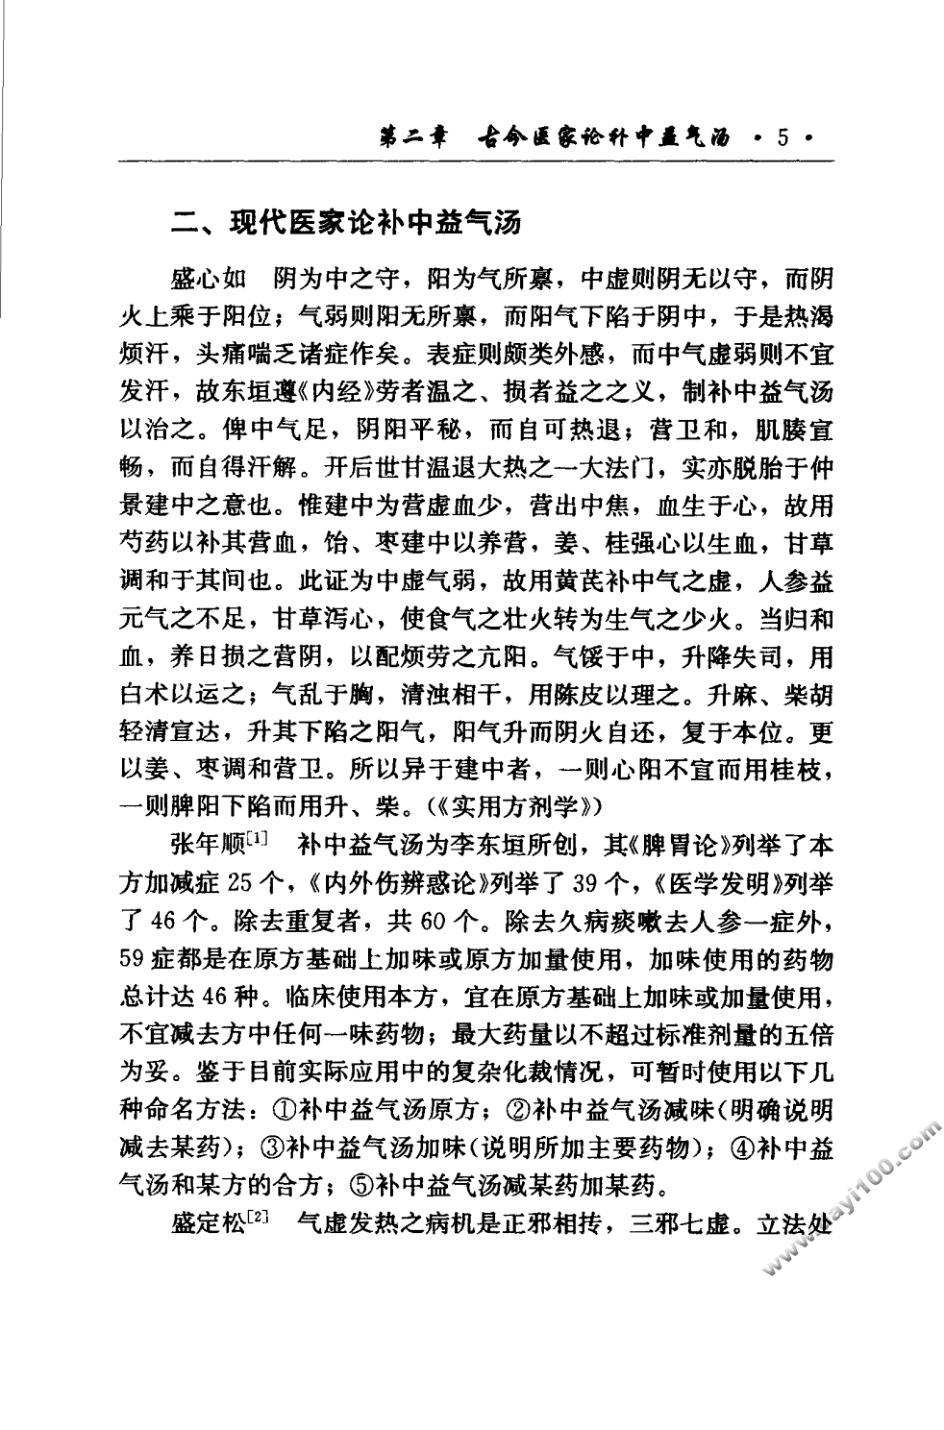 第二章　古今医家论补中益气汤 · 5 ·
二、现代医家论补中益气汤
盛心如　阴为中之守，阳为气所禀，中虚则阴无以守，而阴
火上乘于阳位；气弱则阳无所禀，而阳气下陷于阴中，于是热渴
烦汗，头痛喘乏诸症作矣。表症则颇类外感，而中气虚弱则不宜
发汗，故东垣遵《内经》劳者温之、损者益之之义，制补中益气汤
以治之。俾中气足，阴阳平秘，而自可热退；营卫和，肌腠宣
畅，而自得汗解。开后世甘温退大热之一大法门，实亦脱胎于仲
景建中之意也。惟建中为营虚血少，营出中焦，血生于心，故用
芍药以补其营血，饴、枣建中以养营，姜、桂强心以生血，甘草
调和于其间也。此证为中虚气弱，故用黄芪补中气之虚，人参益
元气之不足，甘草泻心，使食气之壮火转为生气之少火。当归和
血，养日损之营阴，以配烦劳之亢阳。气馁于中，升降失司，用
白术以运之；气乱于胸，清浊相干，用陈皮以理之。升麻、柴胡
轻清宣达，升其下陷之阳气，阳气升而阴火自还，复于本位。更
以姜、枣调和营卫。所以异于建中者，一则心阳不宣而用桂枝，
一则脾阳下陷而用升、柴。（《实用方剂学》）
张年顺[1]　补中益气汤为李东垣所创，其《脾胃论》列举了本
方加减症 25 个，《内外伤辨惑论》列举了 39 个，《医学发明》列举
了 46 个。除去重复者，共 60 个。除去久病痰嗽去人参一症外，
59 症都是在原方基础上加味或原方加量使用，加味使用的药物
总计达 46 种。临床使用本方，宜在原方基础上加味或加量使用，
不宜减去方中任何一味药物；最大药量以不超过标准剂量的五倍
为妥。鉴于目前实际应用中的复杂化裁情况，可暂时使用以下几
种命名方法：①补中益气汤原方；②补中益气汤减味（明确说明
减去某药）；③补中益气汤加味（说明所加主要药物）；④补中益
气汤和某方的合方；⑤补中益气汤减某药加某药。
盛定松[2]　气虚发热之病机是正邪相抟，三邪七虚。立法处
www.nayi100.com